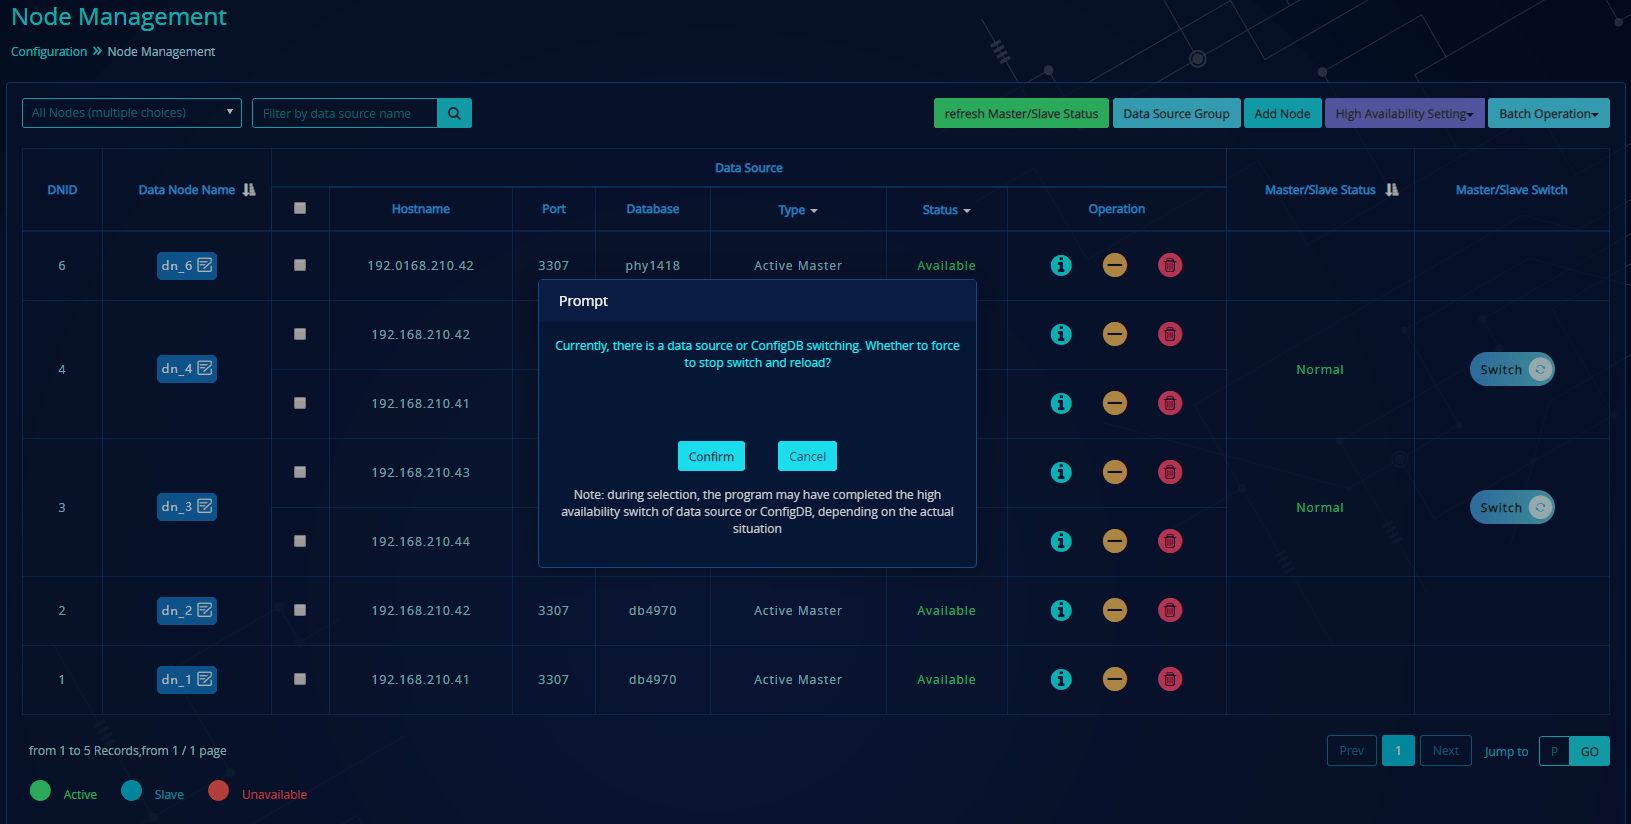 Node Management
Configuration » Node Management
All Nodes (multiple choices)
Filter by data source name
refresh Master/Slave Status
Data Source Group
Add Node
High Availability Setting
Batch Operation
DNID
Data Node Name
Data Source
Master/Slave Status
Master/Slave Switch
Hostname
Port
Database
Type
Status
Operation
6
dn_6
192.0168.210.42
3307
phy1418
Active Master
Available
4
dn_4
192.168.210.42
192.168.210.41
Normal
Switch
3
dn_3
192.168.210.43
192.168.210.44
Normal
Switch
2
dn_2
192.168.210.42
3307
db4970
Active Master
Available
1
dn_1
192.168.210.41
3307
db4970
Active Master
Available
Prompt
Currently, there is a data source or ConfigDB switching. Whether to force
to stop switch and reload?
Confirm
Cancel
Note: during selection, the program may have completed the high
availability switch of data source or ConfigDB, depending on the actual
situation
from 1 to 5 Records,from 1 / 1 page
Prev
1
Next
Jump to
P
GO
Active
Slave
Unavailable